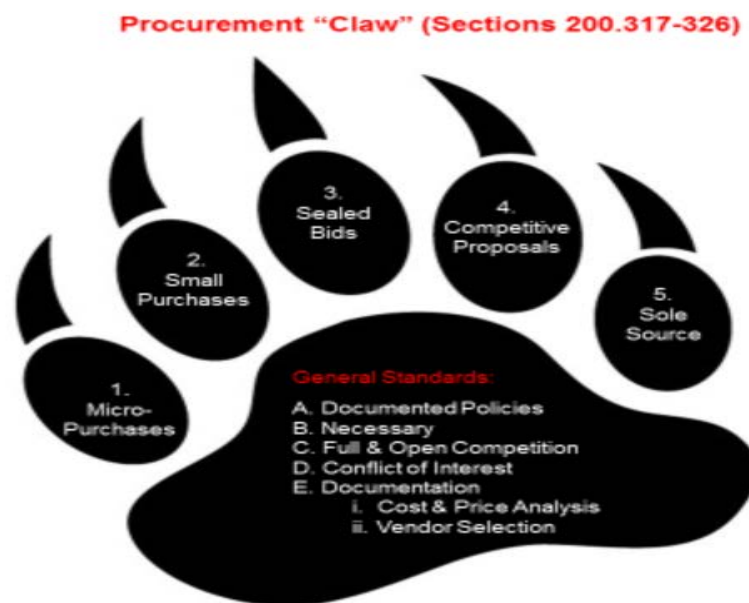 Procurement “Claw” (Sections 200.317-326)
1.
Micro-
Purchases
2.
Small
Purchases
3.
Sealed
Bids
4.
Competitive
Proposals
5.
Sole
Source
General Standards:
A. Documented Policies
B. Necessary
C. Full & Open Competition
D. Conflict of Interest
E. Documentation
i. Cost & Price Analysis
ii. Vendor Selection